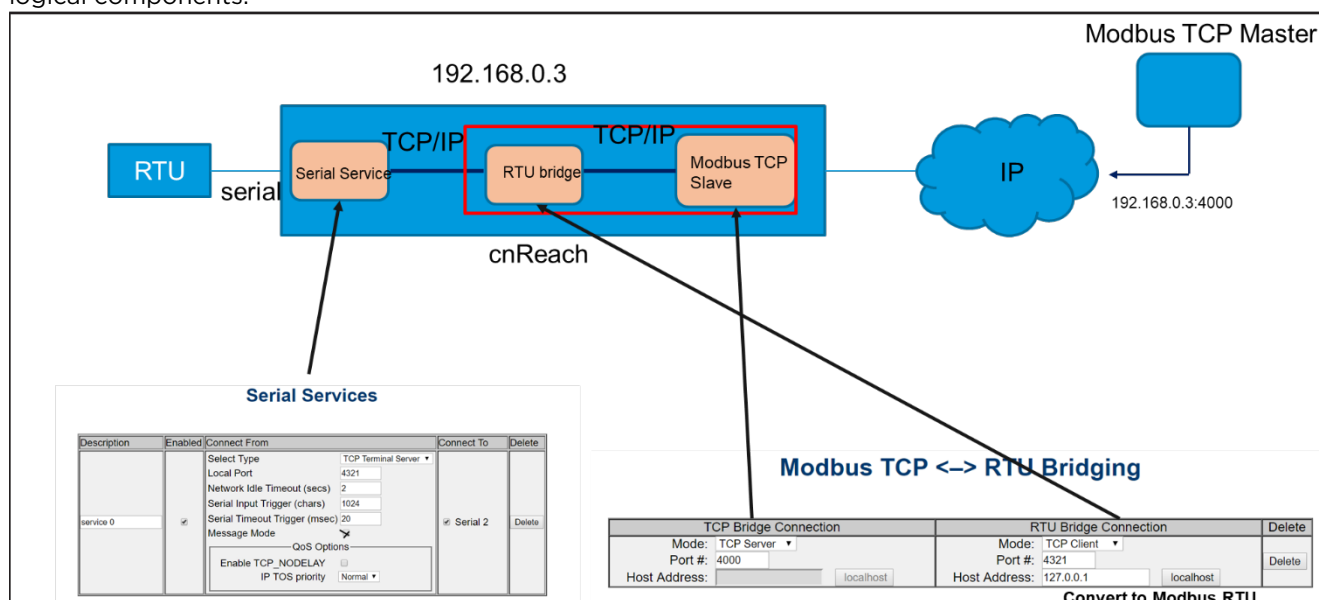 logical components.
Modbus TCP Master
192.168.0.3
TCP/IP
TCP/IP
RTU
serial
Serial Service
RTU bridge
Modbus TCP
Slave
IP
192.168.0.3:4000
cnReach
Serial Services
Description Enabled Connect From Connect To Delete
Select Type TCP Terminal Server
Local Port 4321
Network Idle Timeout (secs) 2
Serial Input Trigger (chars) 1024
service 0 Serial Timeout Trigger (msec) 20 Serial 2 Delete
Message Mode
QoS Options
Enable TCP_NODELAY
IP TOS priority Normal
Modbus TCP <–> RTU Bridging
TCP Bridge Connection RTU Bridge Connection Delete
Mode: TCP Server Mode: TCP Client
Port #: 4000 Port #: 4321 Delete
Host Address: localhost Host Address: 127.0.0.1 localhost
Convert to Modbus RTU